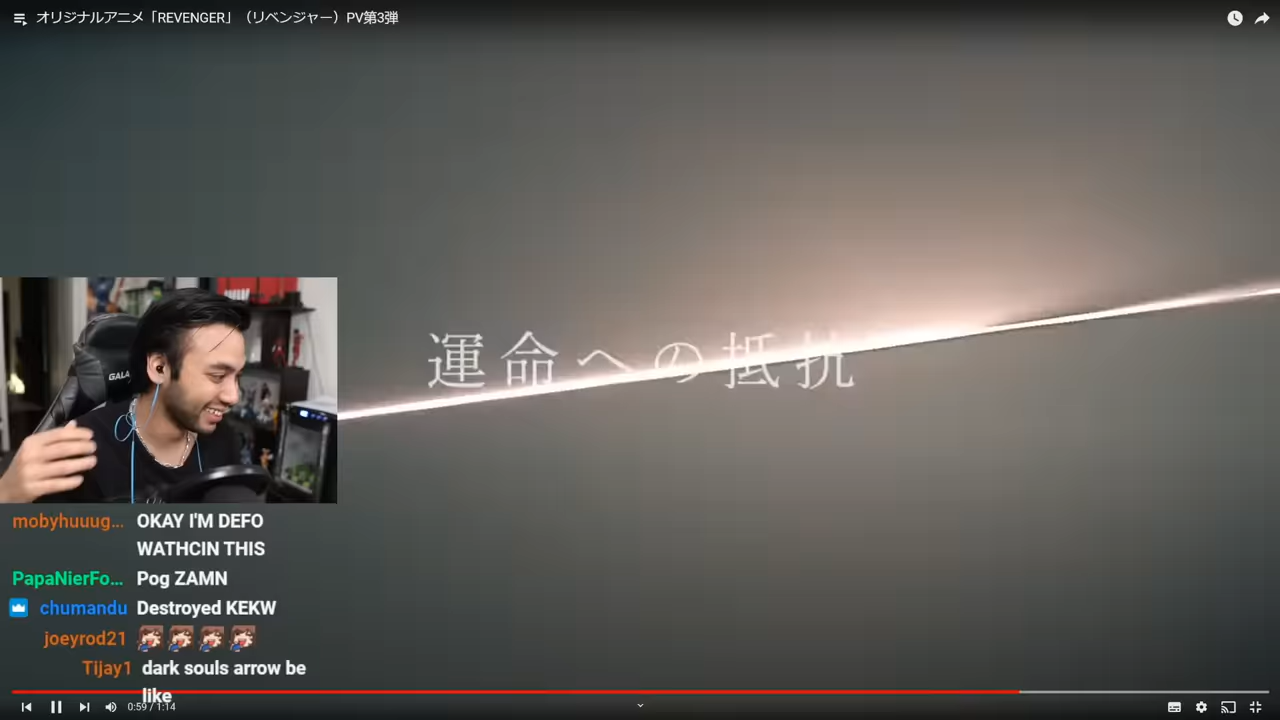 オリジナルアニメ「REVENGER」（リベンジャー）PV第3弾
運命への抵抗
GALA
mobyhuuug... OKAY I'M DEFO
WATHCIN THIS
PapaNierFo... Pog ZAMN
chumandu Destroyed KEKW
joeyrod21
Tijay1 dark souls arrow be
like
0:59 / 1:14